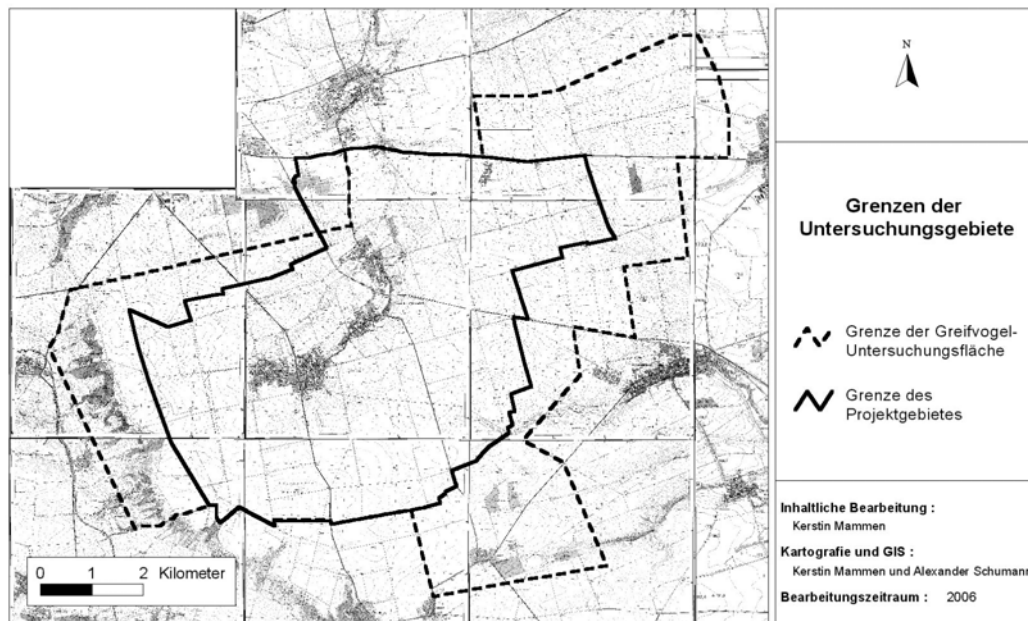 N
Grenzen der
Untersuchungsgebiete
Grenze der Greifvogel-
Untersuchungsfläche
Grenze des
Projektgebietes
Inhaltliche Bearbeitung :
Kerstin Mammen
Kartografie und GIS :
Kerstin Mammen und Alexander Schumann
Bearbeitungszeitraum : 2006
0 1 2 Kilometer